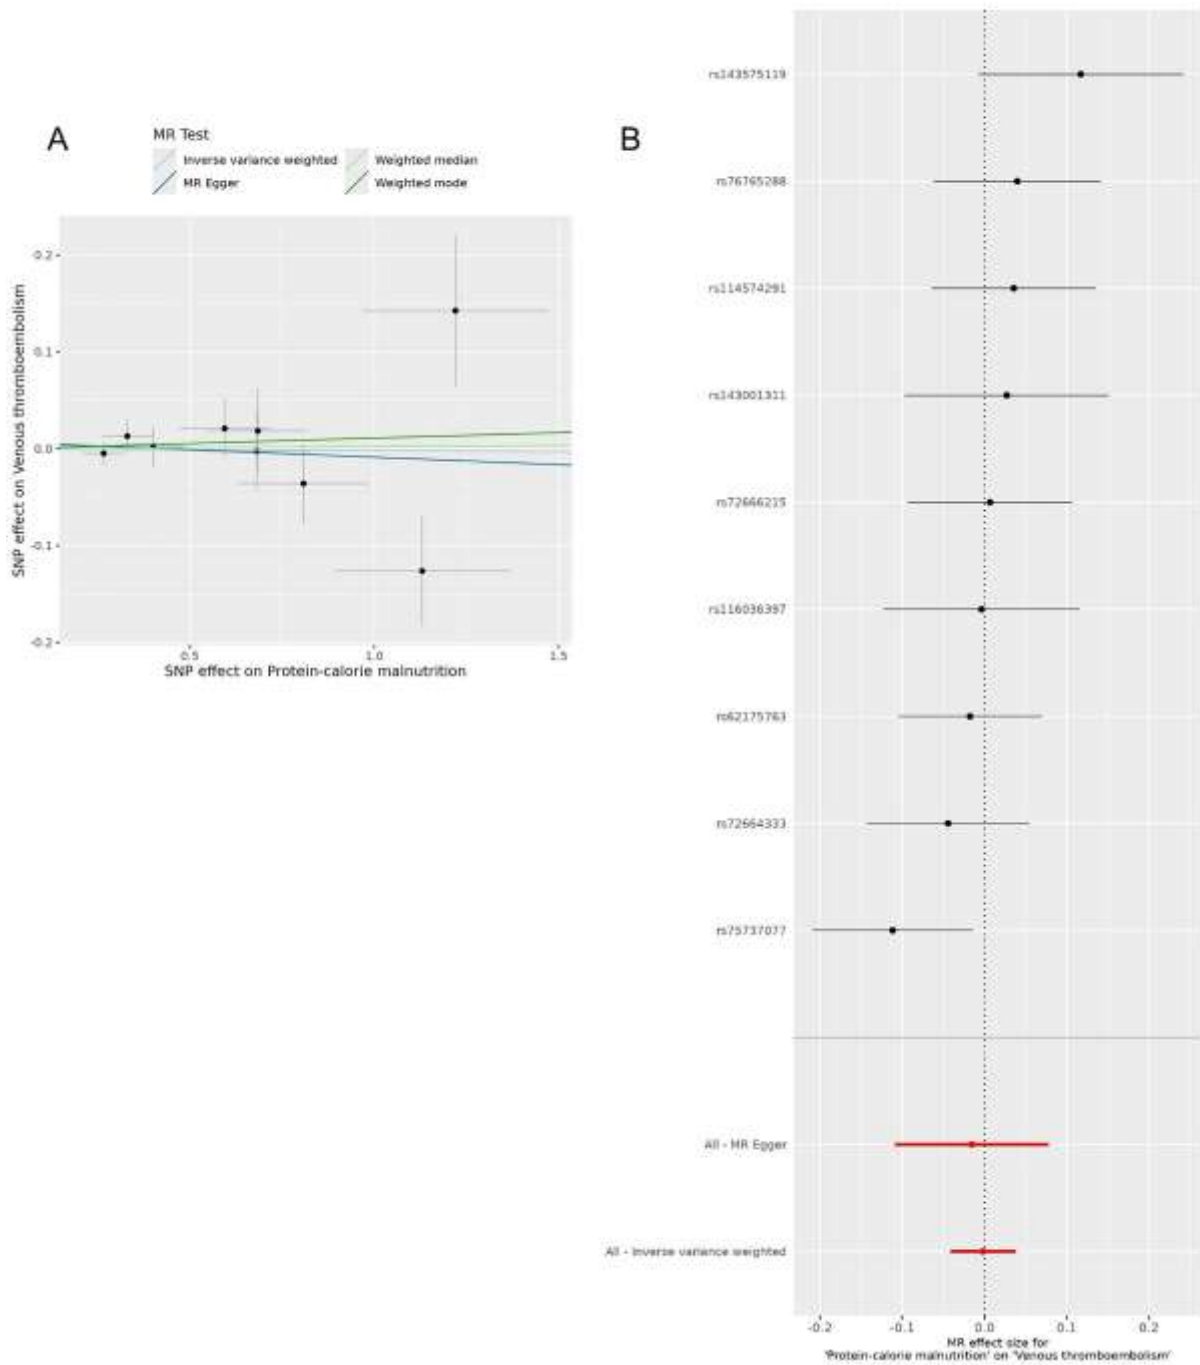 A
MR Test
Inverse variance weighted
Weighted median
MR Egger
Weighted mode
SNP effect on Venous thromboembolism
0.2
0.1
0.0
-0.1
-0.2
0.5
1.0
1.5
SNP effect on Protein-calorie malnutrition
B
rs143575119
rs76765288
rs114574291
rs143001311
rs72666215
rs116036397
rs62175763
rs72664333
rs75737077
All - MR Egger
All - Inverse variance weighted
-0.2
-0.1
0.0
0.1
0.2
MR effect size for
'Protein-calorie malnutrition' on 'Venous thromboembolism'